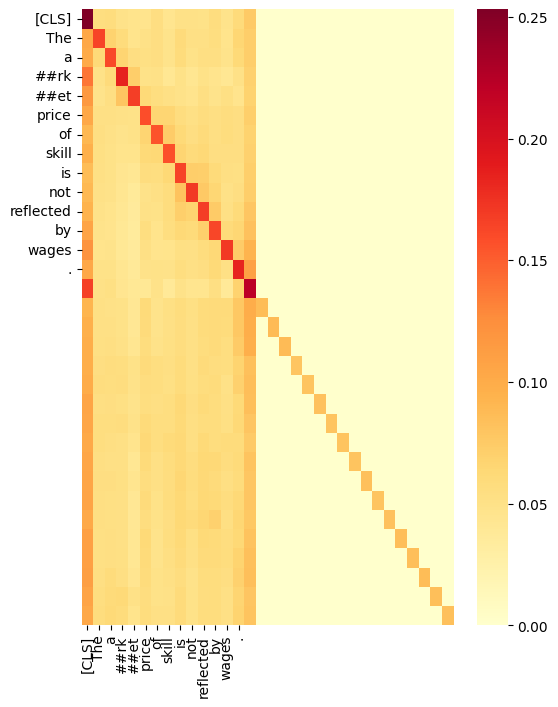 [CLS]
The
a
##rk
##et
price
of
skill
is
not
reflected
by
wages
.
0.25
0.20
0.15
0.10
0.05
0.00
[CLS]
The
a
##rk
##et
price
of
skill
is
not
reflected
by
wages
.